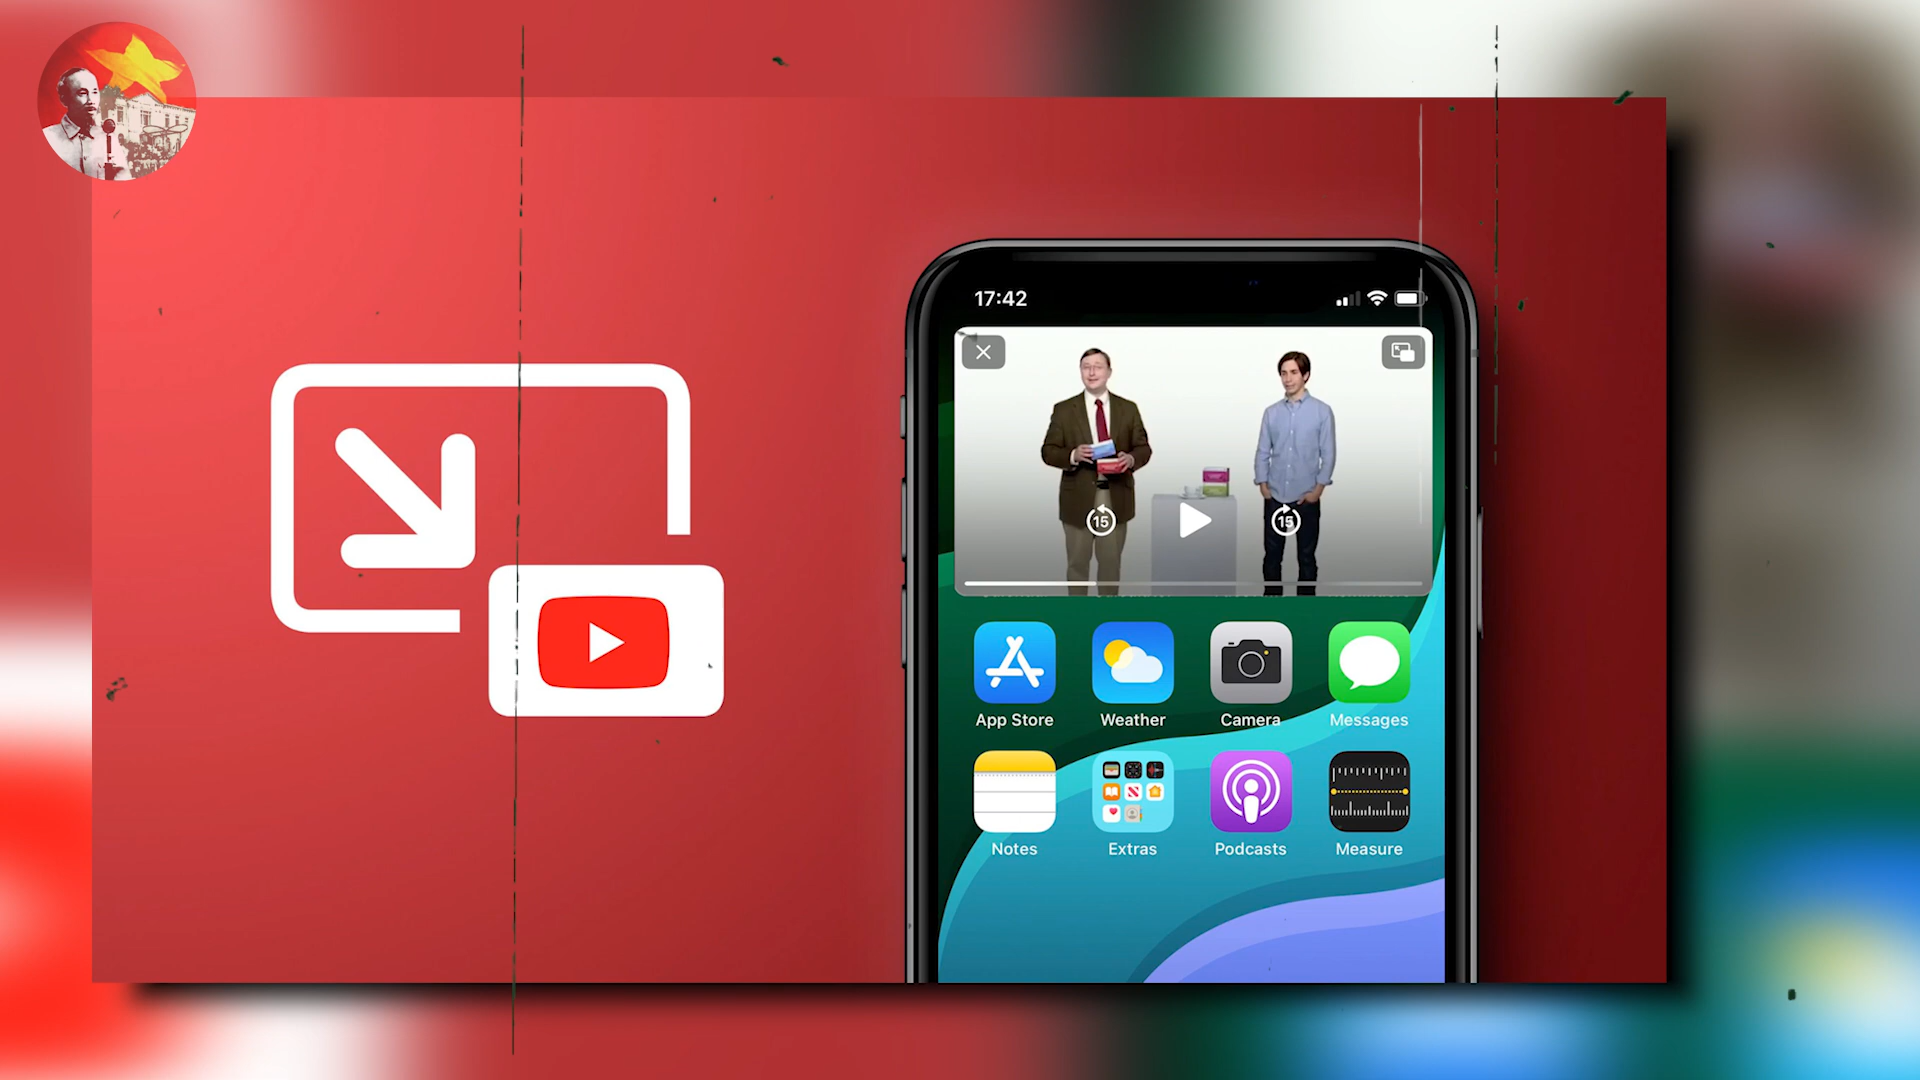 17:42
15
15
App Store
Weather
Camera
Messages
Notes
Extras
Podcasts
Measure